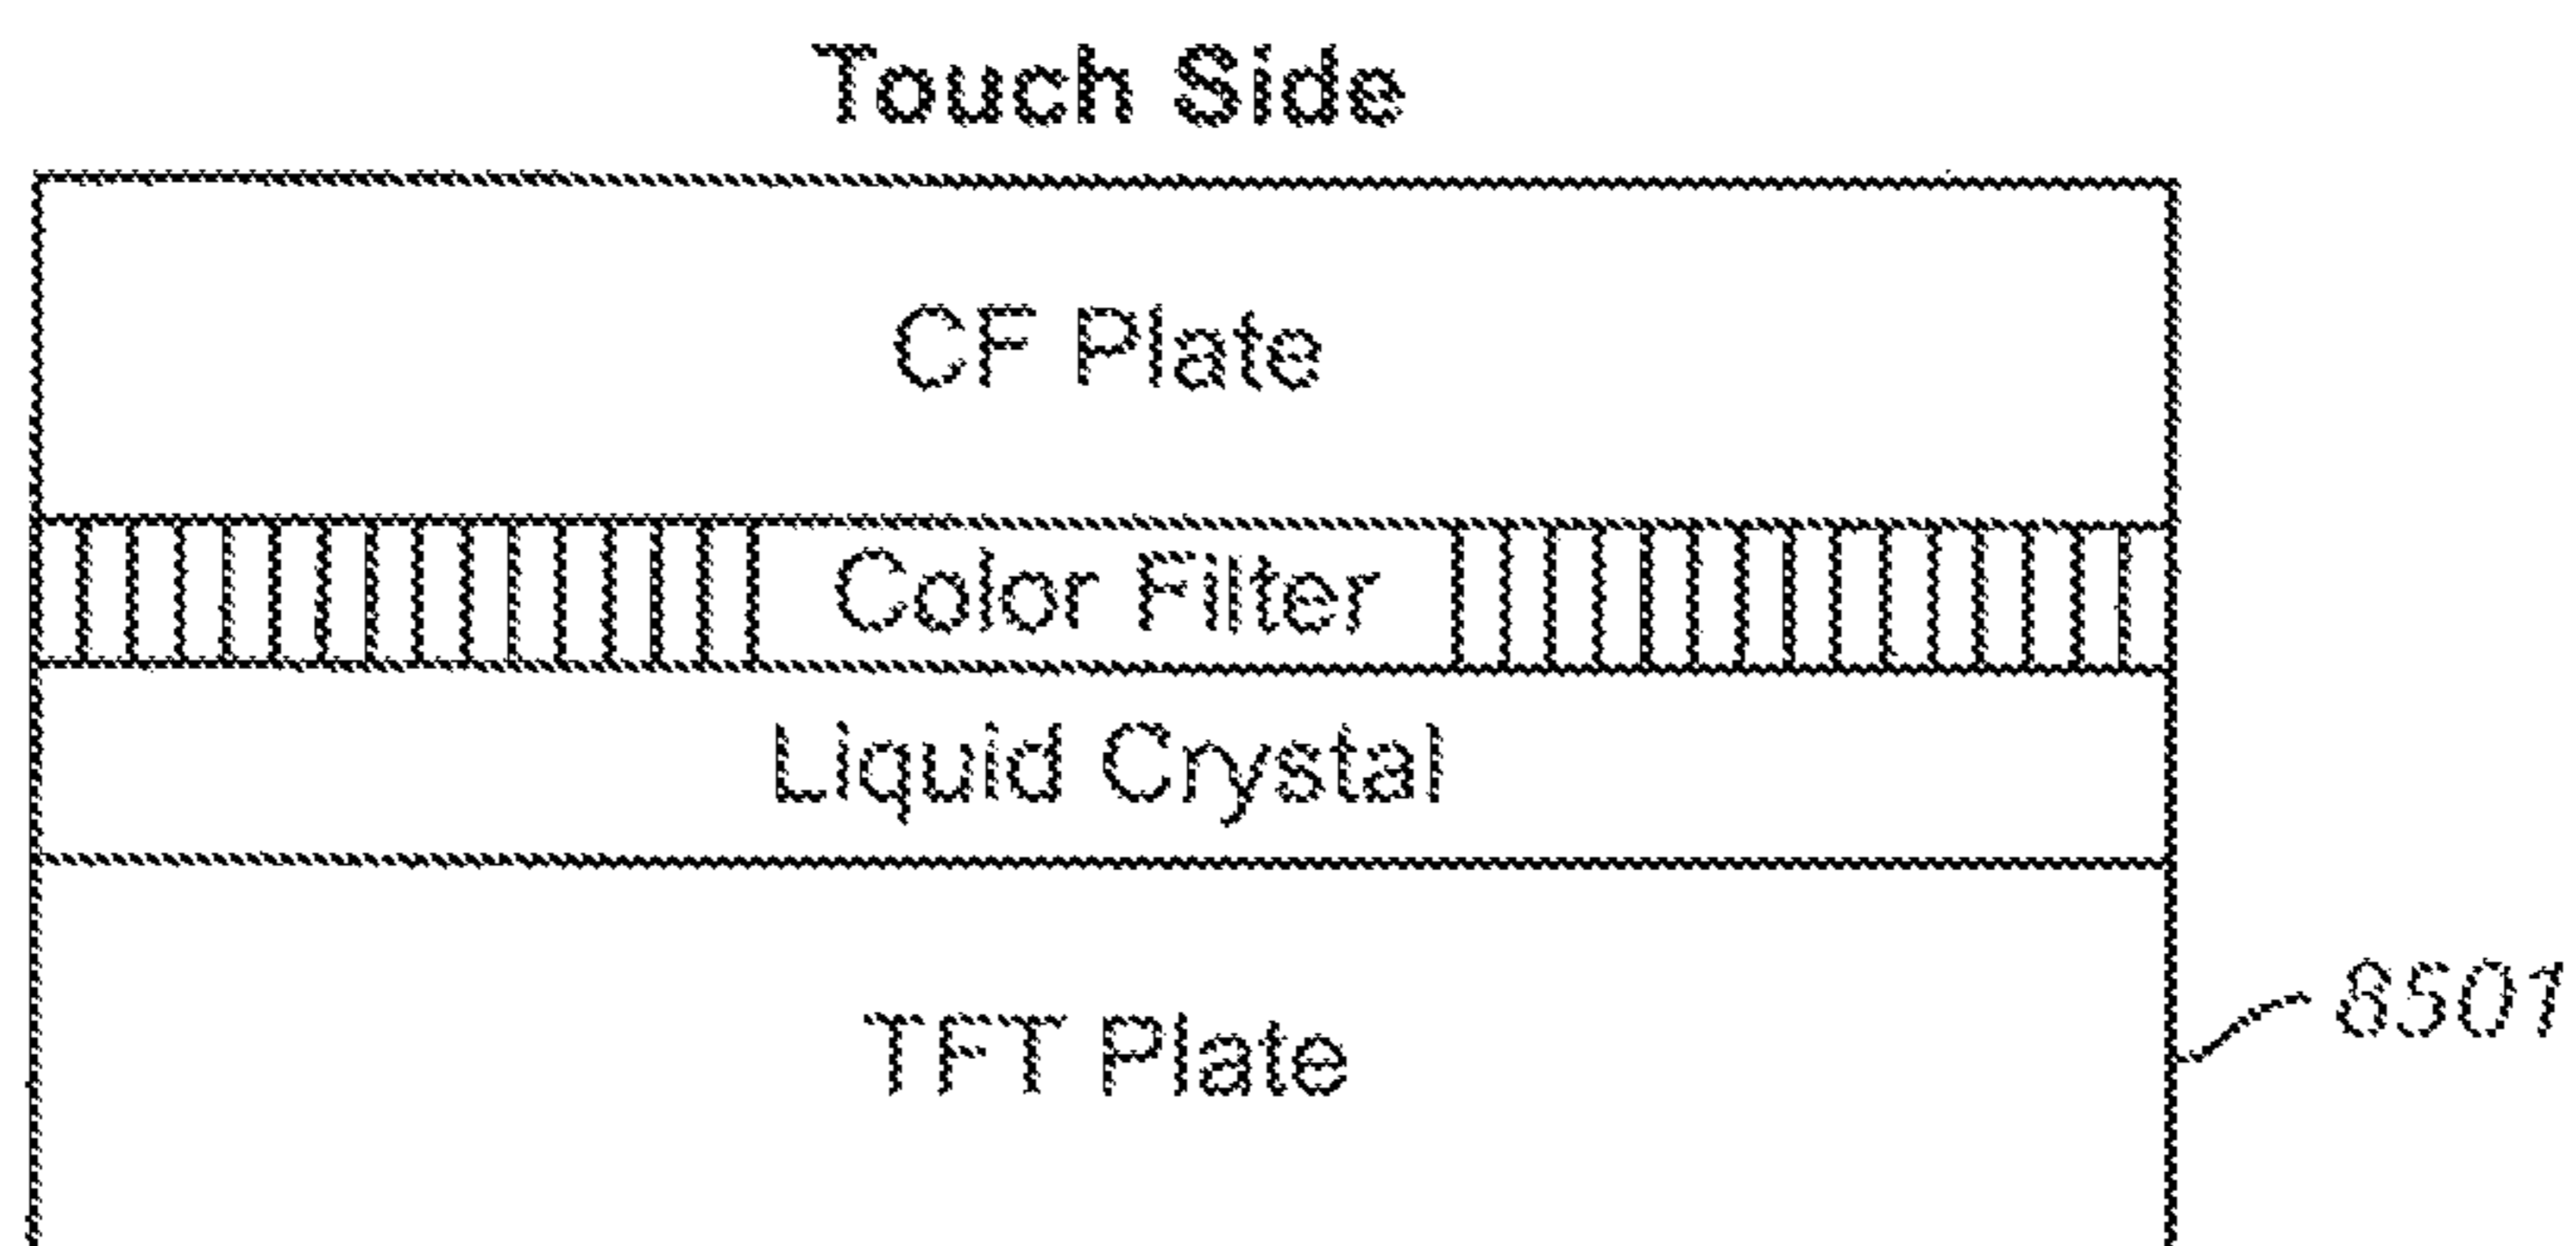 Touch Side
CF Plate
Color Filter
Liquid Crystal
TFT Plate
8501